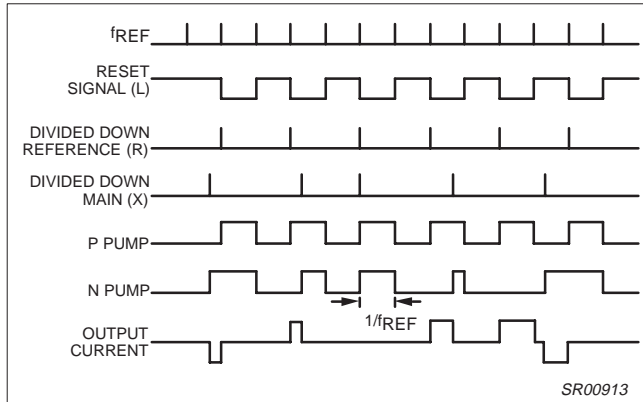 fREF
RESET
SIGNAL (L)
DIVIDED DOWN
REFERENCE (R)
DIVIDED DOWN
MAIN (X)
P PUMP
N PUMP
1/fREF
OUTPUT
CURRENT
SR00913